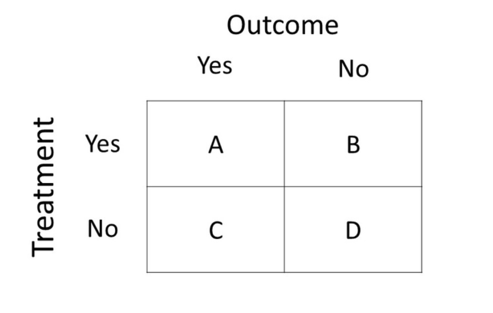 Outcome
Yes No
Treatment
Yes A B
No C D